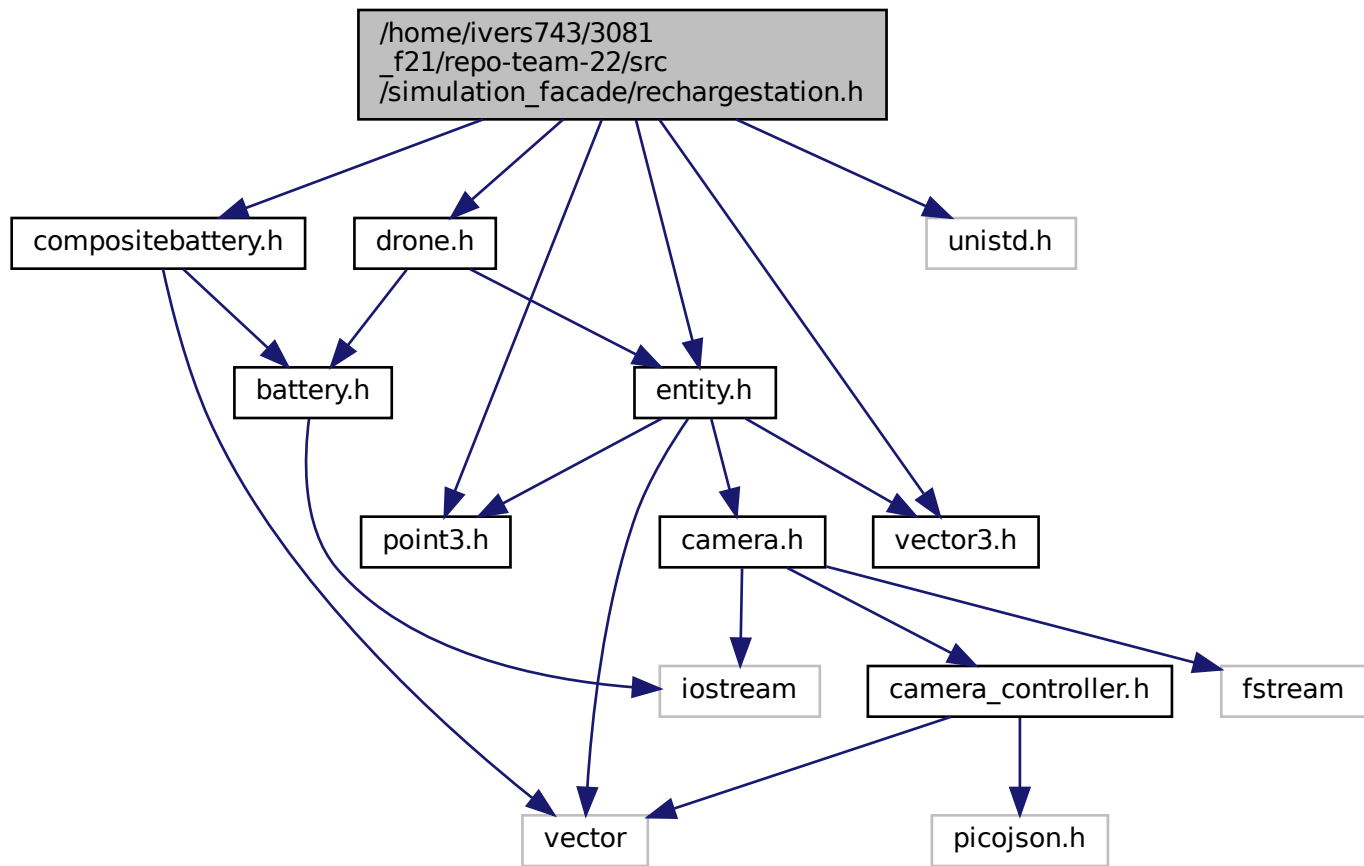 /home/ivers743/3081
_f21/repo-team-22/src
/simulation_facade/rechargestation.h
compositebattery.h
drone.h
unistd.h
battery.h
entity.h
point3.h
camera.h
vector3.h
iostream
camera_controller.h
fstream
vector
picojson.h